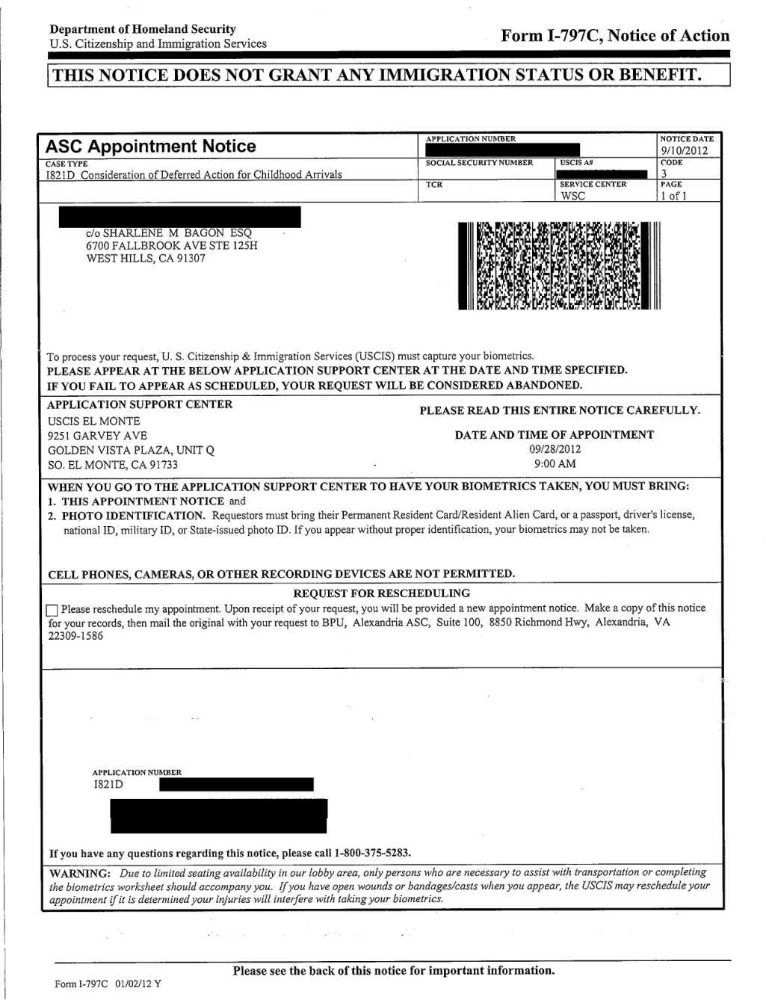 Department of Homeland Security
U.S. Citizenship and Immigration Services
Form I-797C, Notice of Action
THIS NOTICE DOES NOT GRANT ANY IMMIGRATION STATUS OR BENEFIT.
ASC Appointment Notice
APPLICATION NUMBER
NOTICE DATE
9/10/2012
CASE TYPE
I821D Consideration of Deferred Action for Childhood Arrivals
SOCIAL SECURITY NUMBER
USCIS A#
CODE
3
TCR
SERVICE CENTER
WSC
PAGE
1 of 1
c/o SHARLENE M BAGON ESQ
6700 FALLBROOK AVE STE 125H
WEST HILLS, CA 91307
To process your request, U. S. Citizenship & Immigration Services (USCIS) must capture your biometrics.
PLEASE APPEAR AT THE BELOW APPLICATION SUPPORT CENTER AT THE DATE AND TIME SPECIFIED.
IF YOU FAIL TO APPEAR AS SCHEDULED, YOUR REQUEST WILL BE CONSIDERED ABANDONED.
APPLICATION SUPPORT CENTER
USCIS EL MONTE
9251 GARVEY AVE
GOLDEN VISTA PLAZA, UNIT Q
SO. EL MONTE, CA 91733
PLEASE READ THIS ENTIRE NOTICE CAREFULLY.
DATE AND TIME OF APPOINTMENT
09/28/2012
9:00 AM
WHEN YOU GO TO THE APPLICATION SUPPORT CENTER TO HAVE YOUR BIOMETRICS TAKEN, YOU MUST BRING:
1. THIS APPOINTMENT NOTICE and
2. PHOTO IDENTIFICATION. Requestors must bring their Permanent Resident Card/Resident Alien Card, or a passport, driver's license,
national ID, military ID, or State-issued photo ID. If you appear without proper identification, your biometrics may not be taken.
CELL PHONES, CAMERAS, OR OTHER RECORDING DEVICES ARE NOT PERMITTED.
REQUEST FOR RESCHEDULING
Please reschedule my appointment. Upon receipt of your request, you will be provided a new appointment notice. Make a copy of this notice
for your records, then mail the original with your request to BPU, Alexandria ASC, Suite 100, 8850 Richmond Hwy, Alexandria, VA
22309-1586
APPLICATION NUMBER
I821D
If you have any questions regarding this notice, please call 1-800-375-5283.
WARNING: Due to limited seating availability in our lobby area, only persons who are necessary to assist with transportation or completing
the biometrics worksheet should accompany you. If you have open wounds or bandages/casts when you appear, the USCIS may reschedule your
appointment if it is determined your injuries will interfere with taking your biometrics.
Please see the back of this notice for important information.
Form I-797C 01/02/12 Y